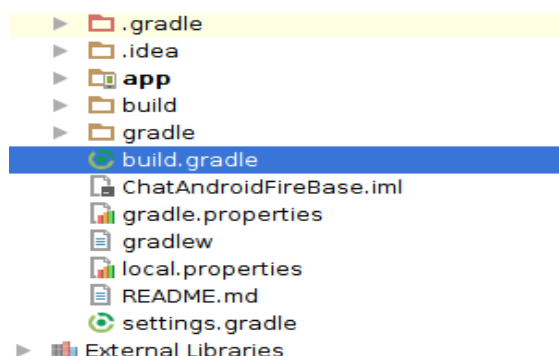 .gradle
.idea
app
build
gradle
build.gradle
ChatAndroidFireBase.iml
gradle.properties
gradlew
local.properties
README.md
settings.gradle
External Libraries